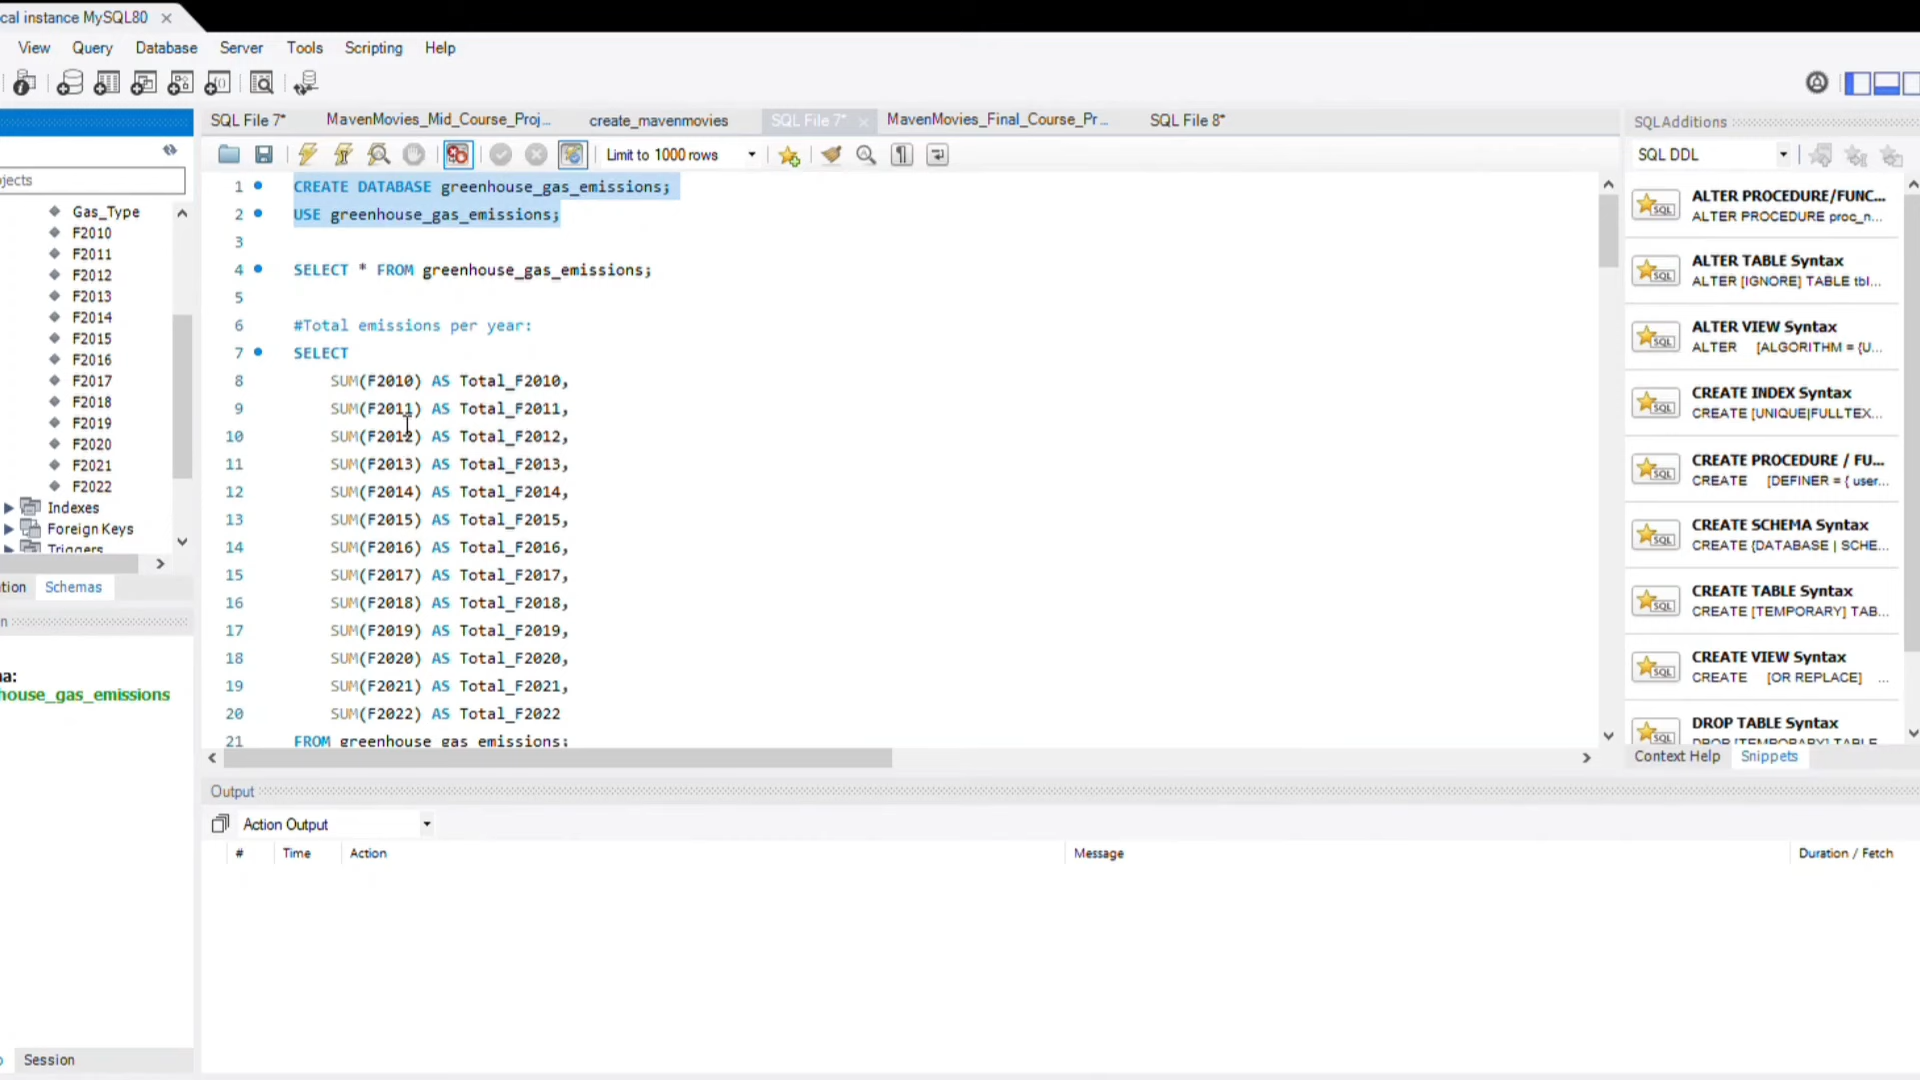 cal instance MySQL80
View Query Database Server Tools Scripting Help
SQL File 7* MavenMovies_Mid_Course_Proj... create_mavenmovies SQL File 7* MavenMovies_Final_Course_Pr... SQL File 8*
Limit to 1000 rows
jects
Gas_Type
F2010
F2011
F2012
F2013
F2014
F2015
F2016
F2017
F2018
F2019
F2020
F2021
F2022
Indexes
Foreign Keys
Triggers
ation Schemas
n
na:
house_gas_emissions
Session
1 CREATE DATABASE greenhouse_gas_emissions;
2 USE greenhouse_gas_emissions;
3
4 SELECT * FROM greenhouse_gas_emissions;
5
6 #Total emissions per year:
7 SELECT
8 SUM(F2010) AS Total_F2010,
9 SUM(F2011) AS Total_F2011,
10 SUM(F2012) AS Total_F2012,
11 SUM(F2013) AS Total_F2013,
12 SUM(F2014) AS Total_F2014,
13 SUM(F2015) AS Total_F2015,
14 SUM(F2016) AS Total_F2016,
15 SUM(F2017) AS Total_F2017,
16 SUM(F2018) AS Total_F2018,
17 SUM(F2019) AS Total_F2019,
18 SUM(F2020) AS Total_F2020,
19 SUM(F2021) AS Total_F2021,
20 SUM(F2022) AS Total_F2022
21 FROM greenhouse_gas_emissions;
Output
Action Output
# Time Action Message Duration / Fetch
SQLAdditions
SQL DDL
ALTER PROCEDURE/FUNC...
ALTER PROCEDURE proc_n...
ALTER TABLE Syntax
ALTER [IGNORE] TABLE tbl...
ALTER VIEW Syntax
ALTER [ALGORITHM = {U...
CREATE INDEX Syntax
CREATE [UNIQUE|FULLTEX...
CREATE PROCEDURE / FU...
CREATE [DEFINER = { user...
CREATE SCHEMA Syntax
CREATE {DATABASE | SCHE...
CREATE TABLE Syntax
CREATE [TEMPORARY] TAB...
CREATE VIEW Syntax
CREATE [OR REPLACE] ...
DROP TABLE Syntax
DROP [TEMPORARY] TABLE
Context Help Snippets